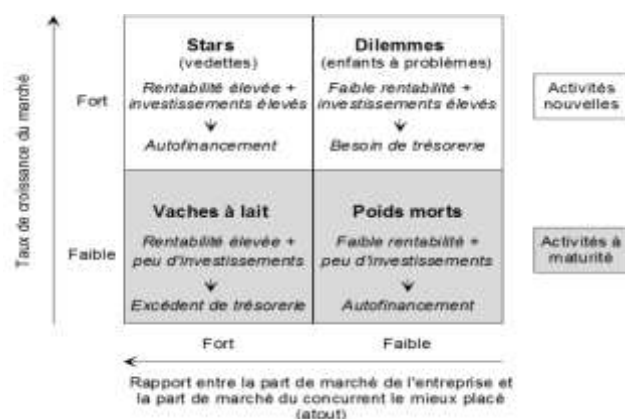 Taux de croissance du marché
Fort
Stars
(vedettes)
Rentabilité élevée +
investissements élevés
Autofinancement
Dilemmes
(enfants à problèmes)
Faible rentabilité +
investissements élevés
Besoin de trésorerie
Activités
nouvelles
Faible
Vaches à lait
Rentabilité élevée +
peu d'investissements
Excédent de trésorerie
Poids morts
Faible rentabilité +
peu d'investissements
Autofinancement
Activités à
maturité
Fort
Faible
Rapport entre la part de marché de l'entreprise et
la part de marché du concurrent le mieux placé
(atout)